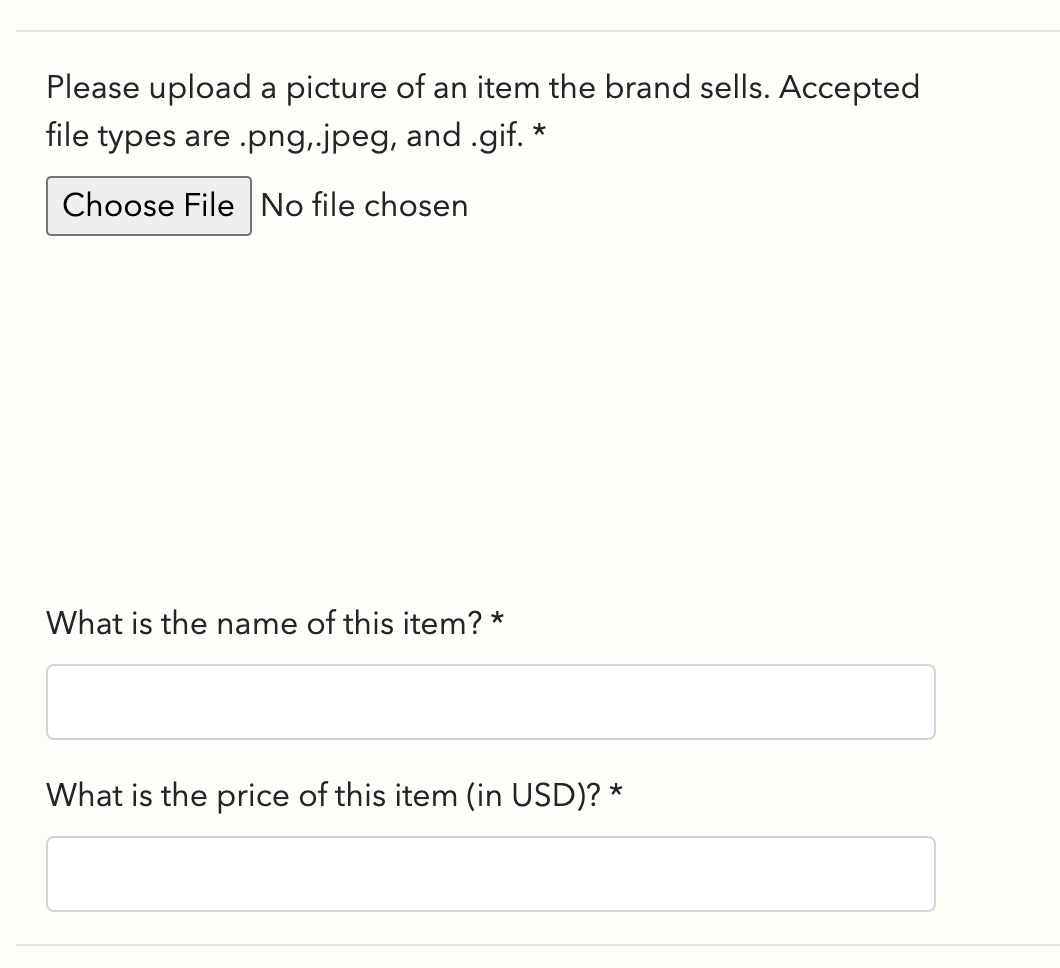 Please upload a picture of an item the brand sells. Accepted
file types are .png,.jpeg, and .gif. *
Choose File No file chosen
What is the name of this item? *
What is the price of this item (in USD)? *